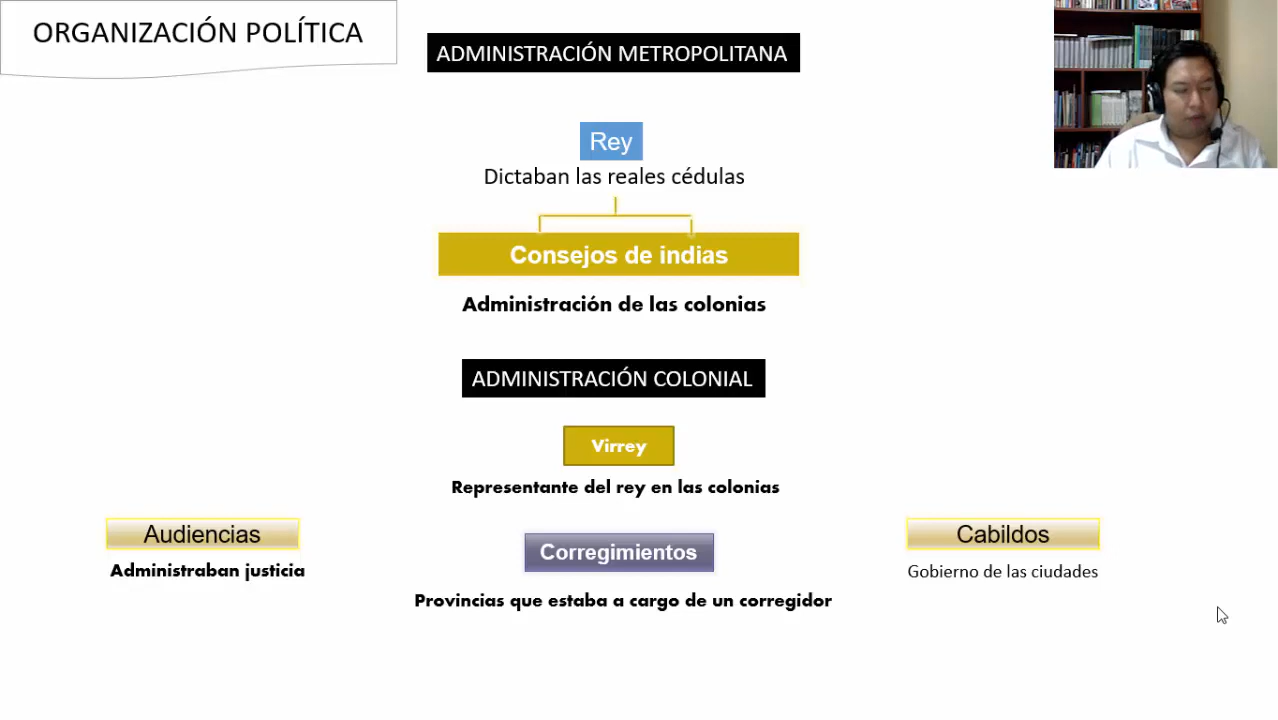 ORGANIZACIÓN POLÍTICA
ADMINISTRACIÓN METROPOLITANA
Rey
Dictaban las reales cédulas
Consejos de indias
Administración de las colonias
ADMINISTRACIÓN COLONIAL
Virrey
Representante del rey en las colonias
Audiencias
Administraban justicia
Corregimientos
Provincias que estaba a cargo de un corregidor
Cabildos
Gobierno de las ciudades